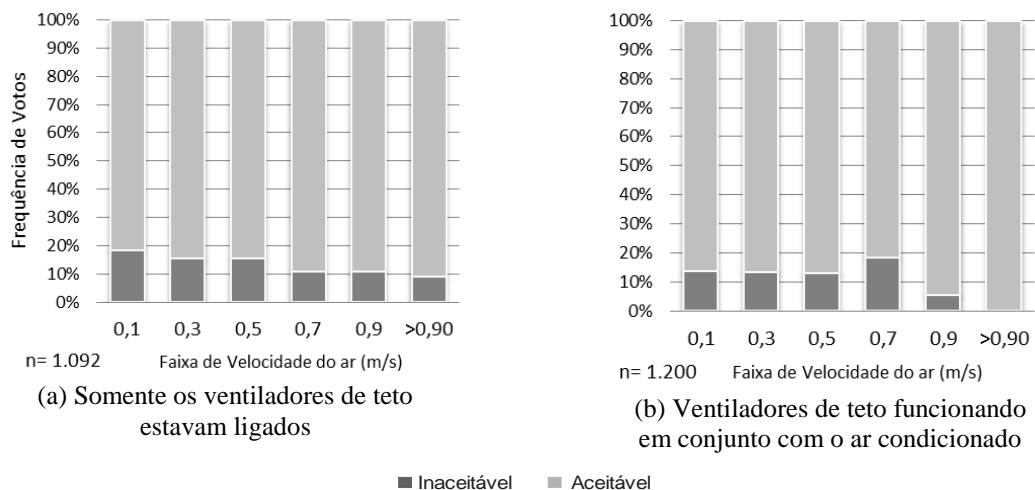 Frequência de Votos
100%
90%
80%
70%
60%
50%
40%
30%
20%
10%
0%
0,1 0,3 0,5 0,7 0,9 >0,90
n= 1.092 Faixa de Velocidade do ar (m/s)
(a) Somente os ventiladores de teto
estavam ligados
100%
90%
80%
70%
60%
50%
40%
30%
20%
10%
0%
0,1 0,3 0,5 0,7 0,9 >0,90
n= 1.200 Faixa de Velocidade do ar (m/s)
(b) Ventiladores de teto funcionando
em conjunto com o ar condicionado
Inaceitável Aceitável